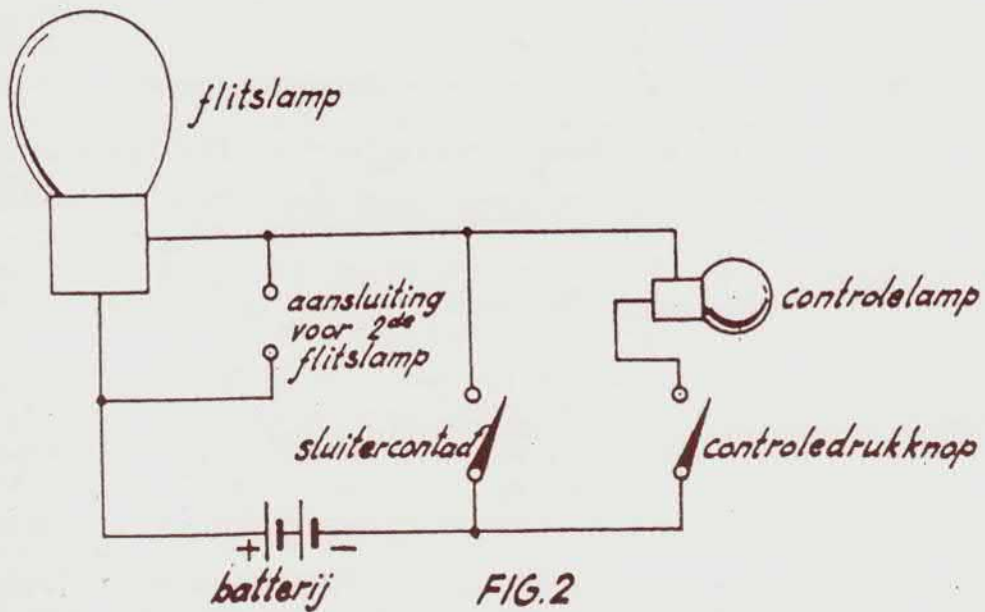 flitslamp
aansluiting
voor 2de
flitslamp
controlelamp
sluitercontact
controledrukknop
+ −
batterij
FIG. 2